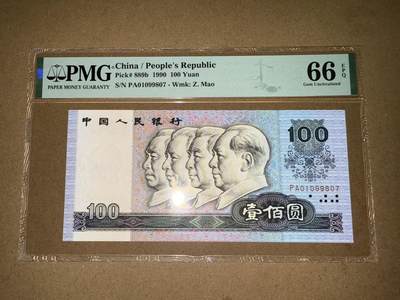 PMG
PAPER MONEY GUARANTY
China / People's Republic
Pick# 889b 1990 100 Yuan
S/N PA01099807 - Wmk: Z. Mao
66 EPQ
Gem Uncirculated
中国人民银行
100
PA01099807
100
壹佰圆